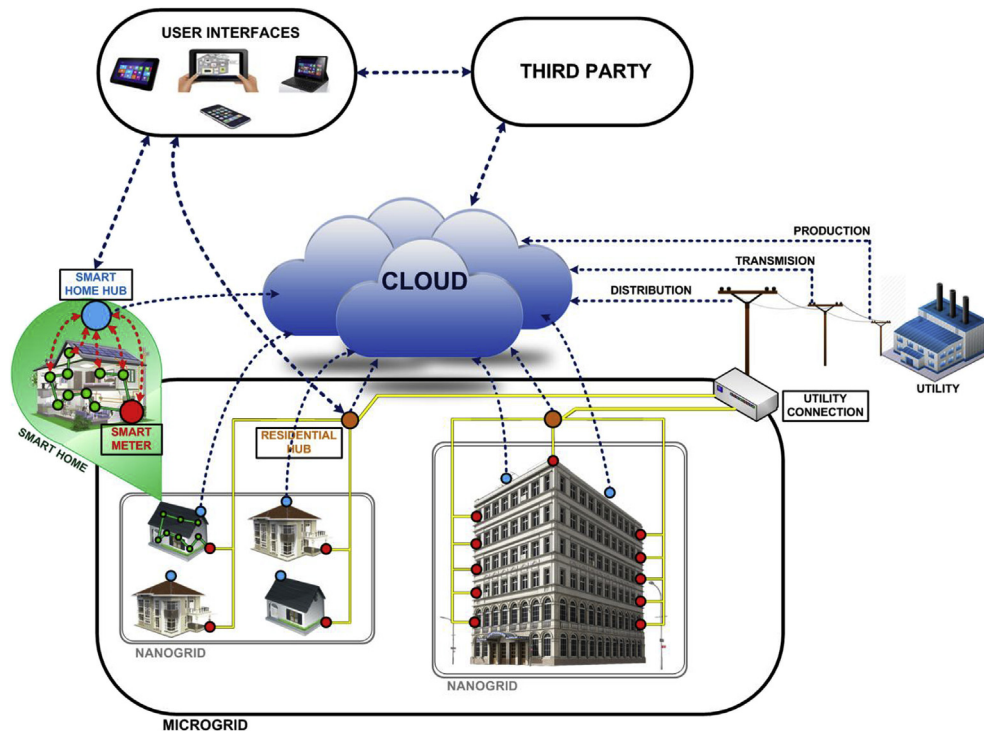 USER INTERFACES
THIRD PARTY
PRODUCTION
TRANSMISION
DISTRIBUTION
CLOUD
SMART
HOME HUB
UTILITY
UTILITY
CONNECTION
SMART
METER
SMART HOME
RESIDENTIAL
HUB
NANOGRID
NANOGRID
MICROGRID